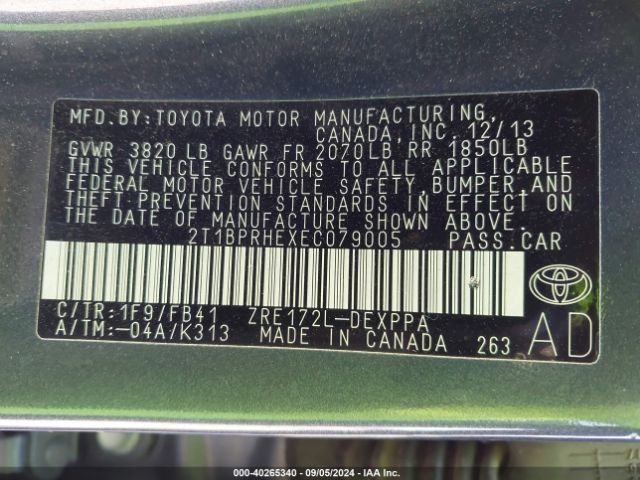 MFD. BY: TOYOTA MOTOR MANUFACTURING,
CANADA, INC. 12/13
GVWR 3820 LB GAWR FR 2070LB RR 1850LB
THIS VEHICLE CONFORMS TO ALL APPLICABLE
FEDERAL MOTOR VEHICLE SAFETY, BUMPER, AND
THEFT PREVENTION STANDARDS IN EFFECT ON
THE DATE OF MANUFACTURE SHOWN ABOVE.
2T1BPRHEXEC079005 PASS. CAR
C/TR: 1F9/FB41 ZRE172L-DEXPPA
A/TM: -04A/K313 MADE IN CANADA 263
AD
000-40265340 - 09/05/2024 - IAA Inc.